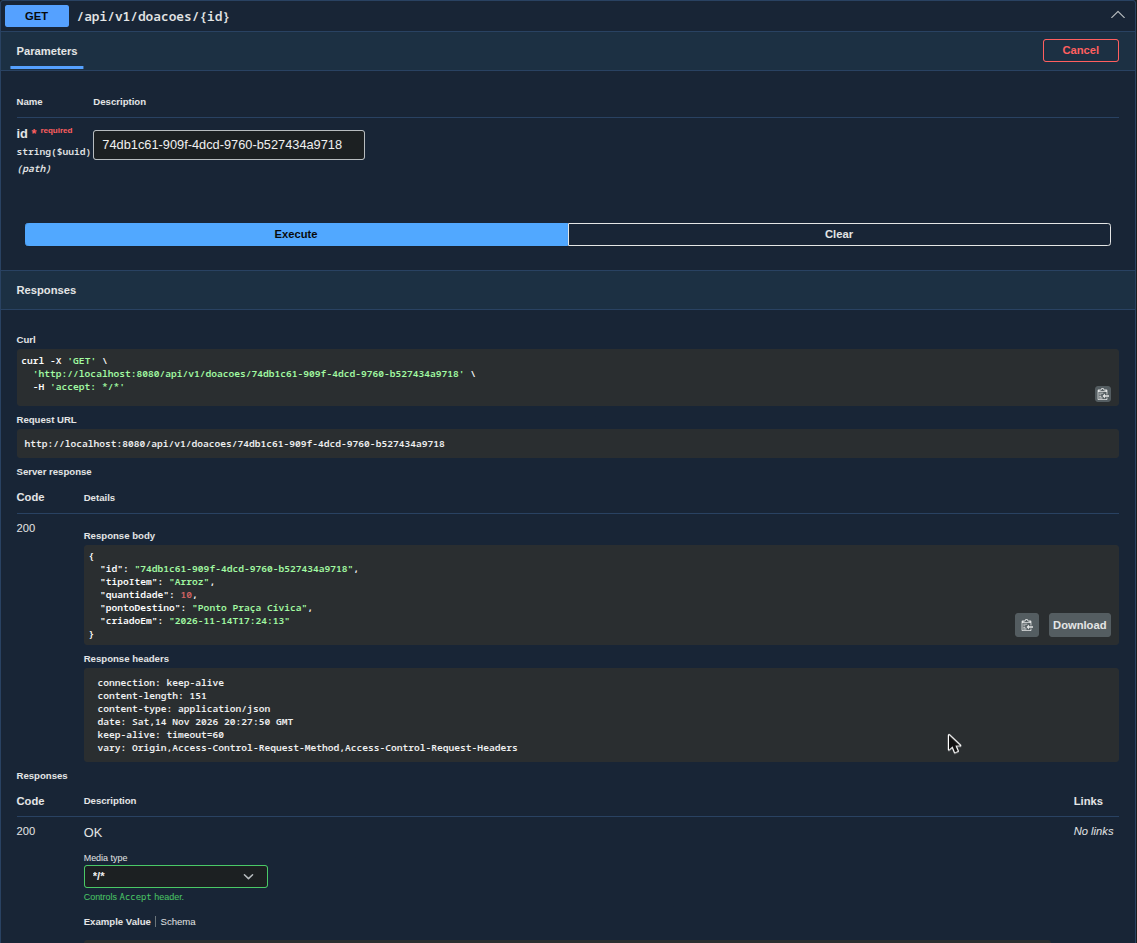 GET /api/v1/doacoes/{id}
Parameters
Cancel
Name Description
id * required
string($uuid)
(path)
74db1c61-909f-4dcd-9760-b527434a9718
Execute Clear
Responses
Curl
curl -X 'GET' \
'http://localhost:8080/api/v1/doacoes/74db1c61-909f-4dcd-9760-b527434a9718' \
-H 'accept: */*'
Request URL
http://localhost:8080/api/v1/doacoes/74db1c61-909f-4dcd-9760-b527434a9718
Server response
Code Details
200
Response body
{
"id": "74db1c61-909f-4dcd-9760-b527434a9718",
"tipoItem": "Arroz",
"quantidade": 10,
"pontoDestino": "Ponto Praça Cívica",
"criadoEm": "2026-11-14T17:24:13"
}
Download
Response headers
connection: keep-alive
content-length: 151
content-type: application/json
date: Sat,14 Nov 2026 20:27:50 GMT
keep-alive: timeout=60
vary: Origin,Access-Control-Request-Method,Access-Control-Request-Headers
Responses
Code Description Links
200 OK No links
Media type
*/*
Controls Accept header.
Example Value | Schema